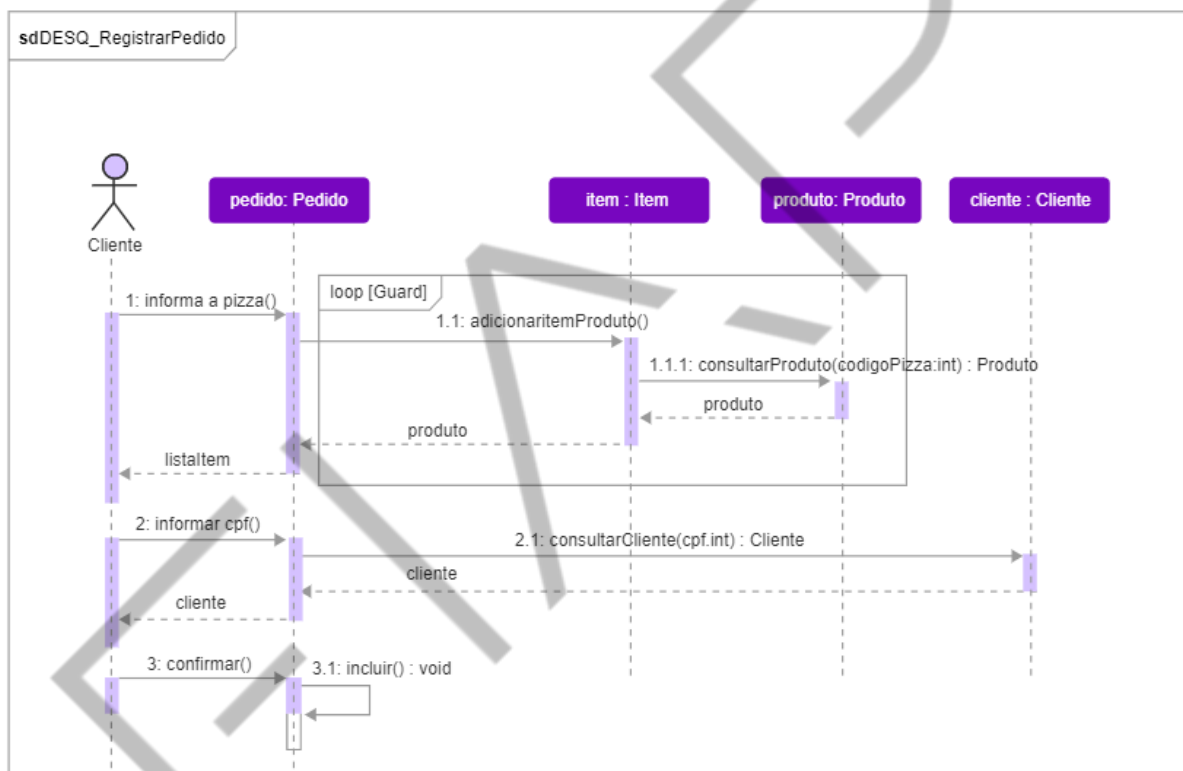 sdDESQ_RegistrarPedido
Cliente
pedido: Pedido
item : Item
produto: Produto
cliente : Cliente
loop [Guard]
1: informa a pizza()
1.1: adicionaritemProduto()
1.1.1: consultarProduto(codigoPizza:int) : Produto
produto
produto
listaItem
2: informar cpf()
2.1: consultarCliente(cpf.int) : Cliente
cliente
cliente
3: confirmar()
3.1: incluir() : void